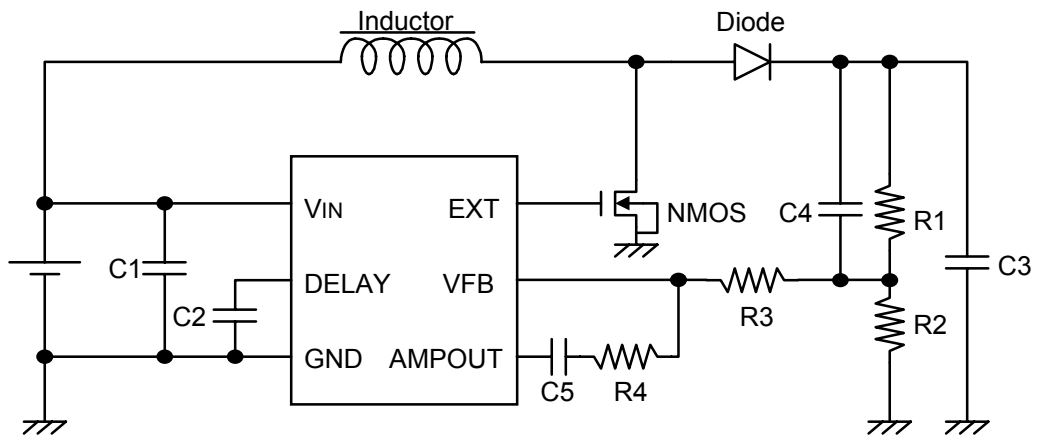 Inductor
Diode
VIN
EXT
NMOS
C4
R1
C1
DELAY
VFB
C3
C2
R3
R2
GND
AMPOUT
C5
R4